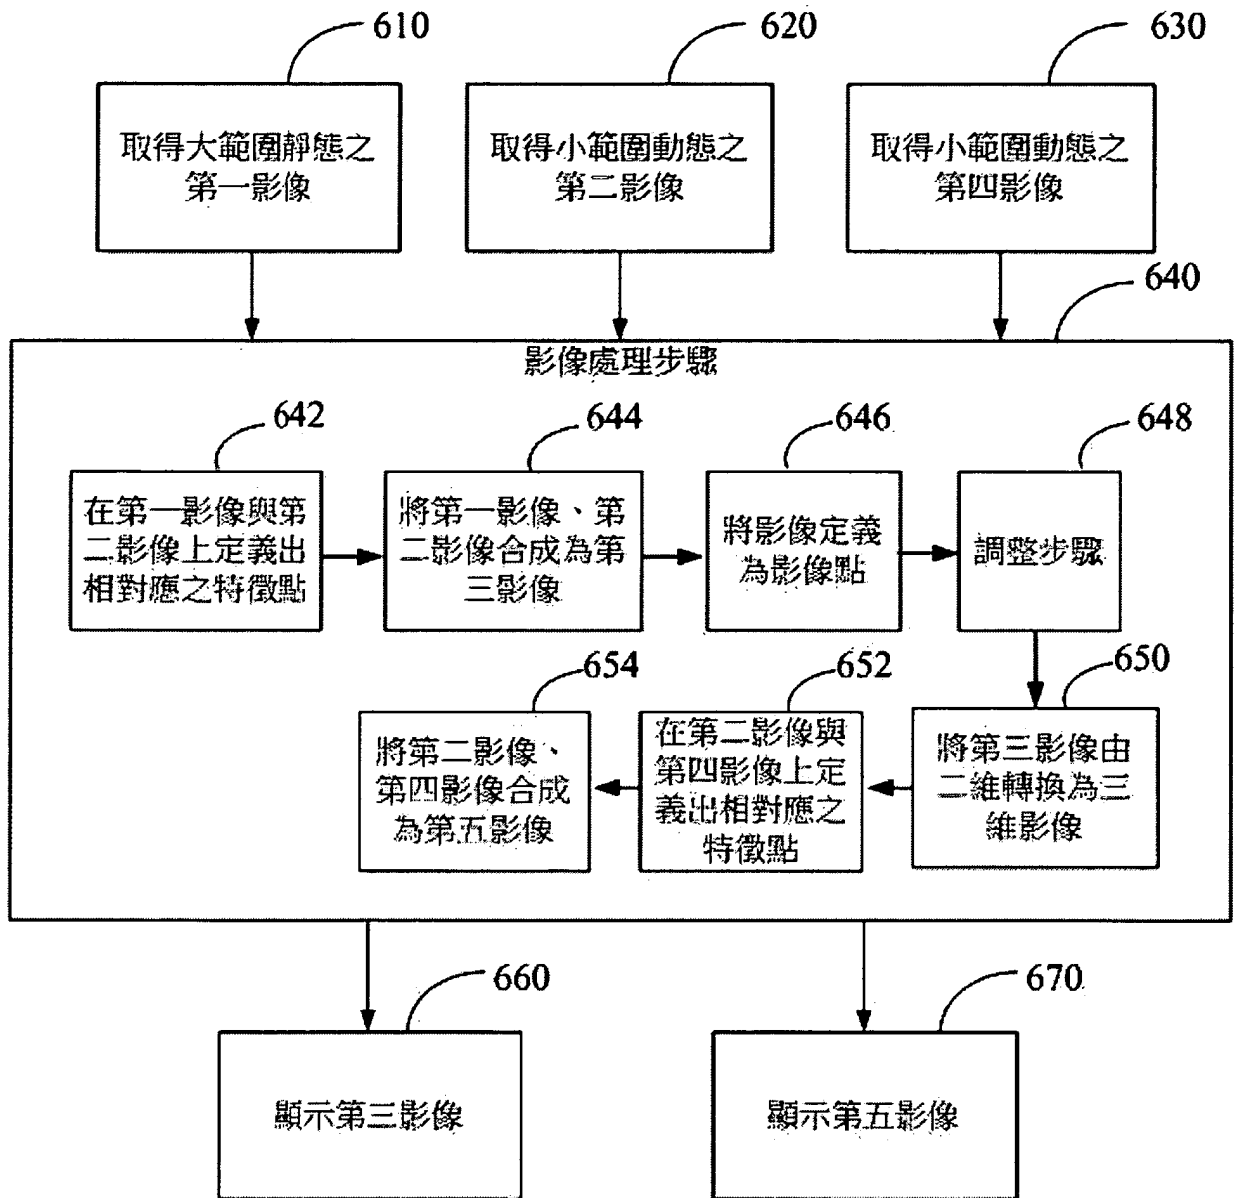 610
620
630
取得大範圍靜態之
第一影像
取得小範圍動態之
第二影像
取得小範圍動態之
第四影像
640
影像處理步驟
642
644
646
648
在第一影像與第
二影像上定義出
相對應之特徵點
將第一影像、第
二影像合成為第
三影像
將影像定義
為影像點
調整步驟
654
652
650
將第二影像、
第四影像合成
為第五影像
在第二影像與
第四影像上定
義出相對應之
特徵點
將第三影像由
二維轉換為三
維影像
660
670
顯示第三影像
顯示第五影像